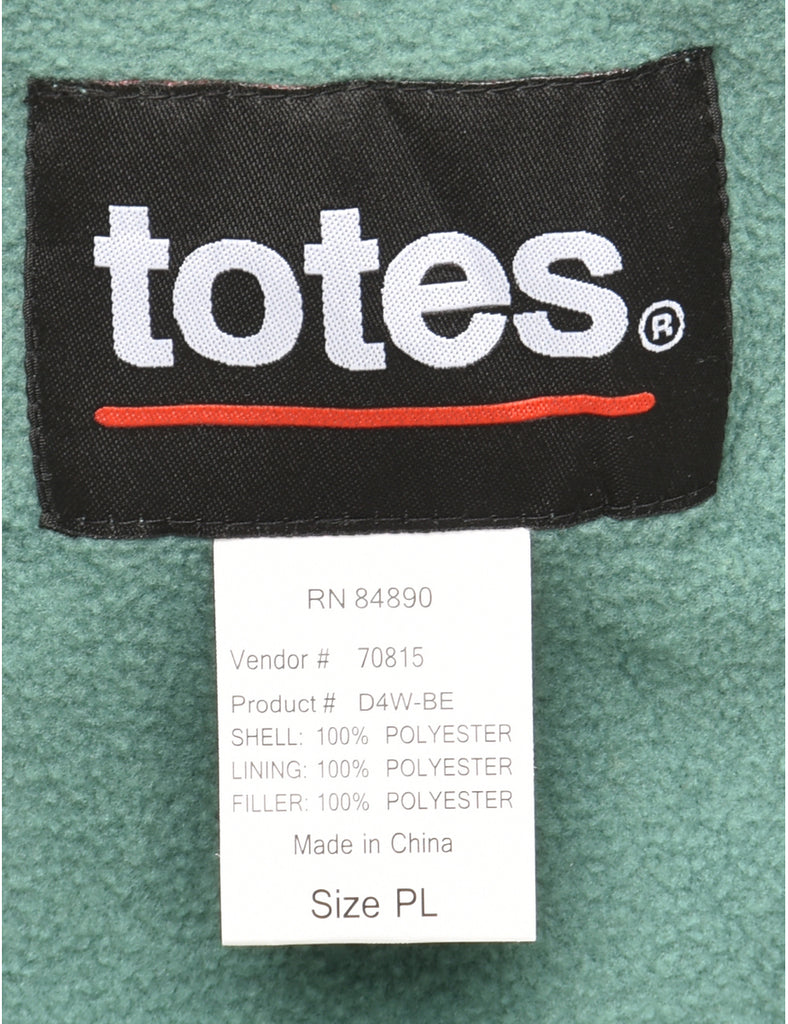 totes®
RN 84890
Vendor # 70815
Product # D4W-BE
SHELL: 100% POLYESTER
LINING: 100% POLYESTER
FILLER: 100% POLYESTER
Made in China
Size PL